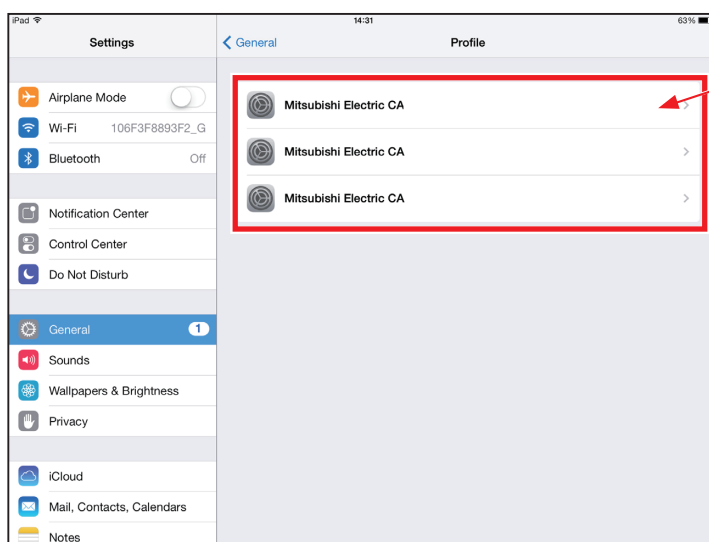 iPad 14:31 63%
Settings
General Profile
Airplane Mode
Wi-Fi 106F3F8893F2_G
Bluetooth Off
Notification Center
Control Center
Do Not Disturb
General 1
Sounds
Wallpapers & Brightness
Privacy
iCloud
Mail, Contacts, Calendars
Notes
Mitsubishi Electric CA
Mitsubishi Electric CA
Mitsubishi Electric CA